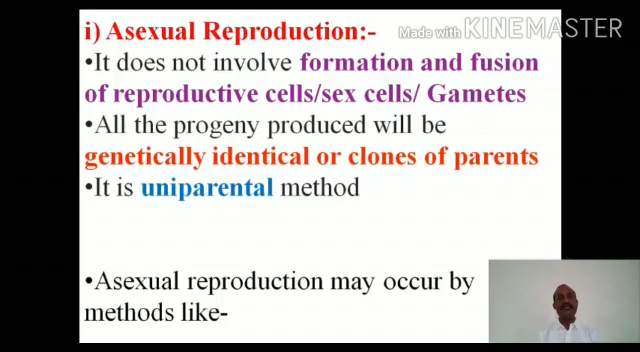 i) Asexual Reproduction:-
Made with KINEMASTER
•It does not involve formation and fusion
of reproductive cells/sex cells/ Gametes
•All the progeny produced will be
genetically identical or clones of parents
•It is uniparental method
•Asexual reproduction may occur by
methods like-